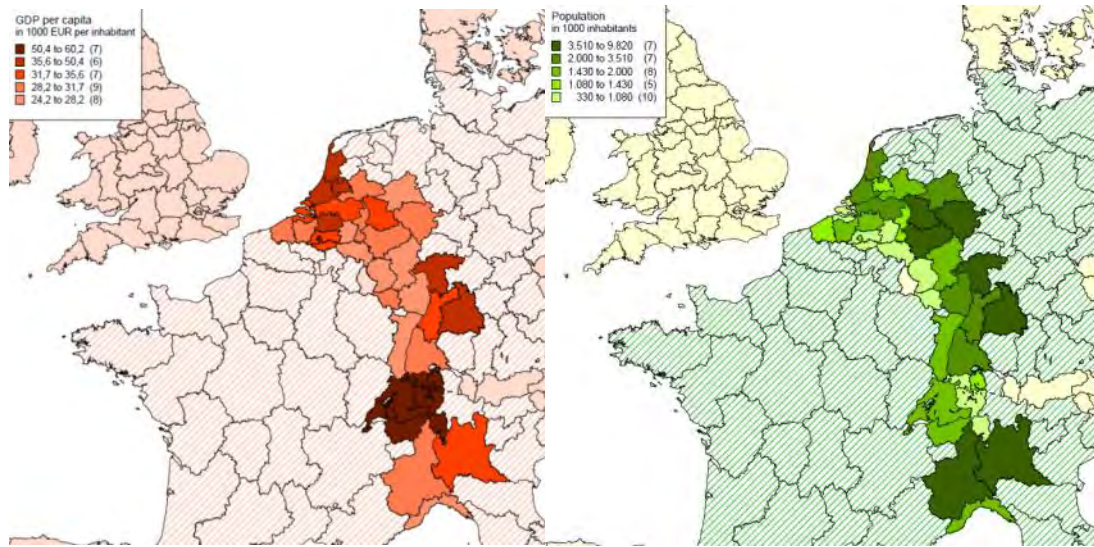 GDP per capita
in 1000 EUR per inhabitant
50,4 to 60,2 (7)
35,6 to 50,4 (6)
31,7 to 35,6 (7)
28,2 to 31,7 (9)
24,2 to 28,2 (8)
Population
in 1000 inhabitants
3.510 to 9.820 (7)
2.000 to 3.510 (7)
1.430 to 2.000 (8)
1.080 to 1.430 (5)
330 to 1.080 (10)